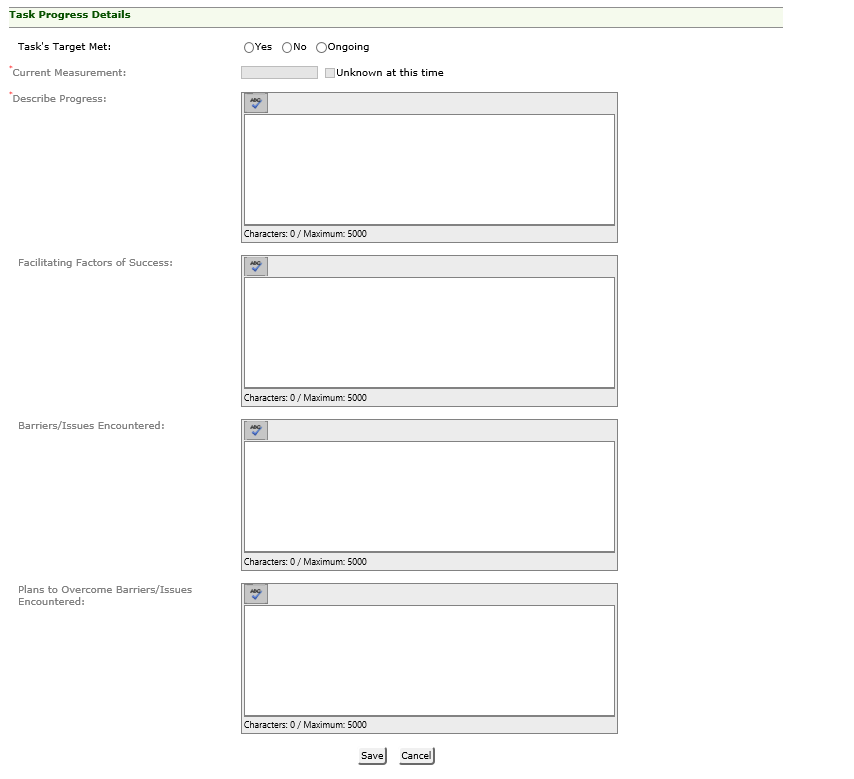 Task Progress Details
Task's Target Met: Yes No Ongoing
*Current Measurement: Unknown at this time
*Describe Progress: ABC
Characters: 0 / Maximum: 5000
Facilitating Factors of Success: ABC
Characters: 0 / Maximum: 5000
Barriers/Issues Encountered: ABC
Characters: 0 / Maximum: 5000
Plans to Overcome Barriers/Issues ABC
Encountered:
Characters: 0 / Maximum: 5000
Save Cancel